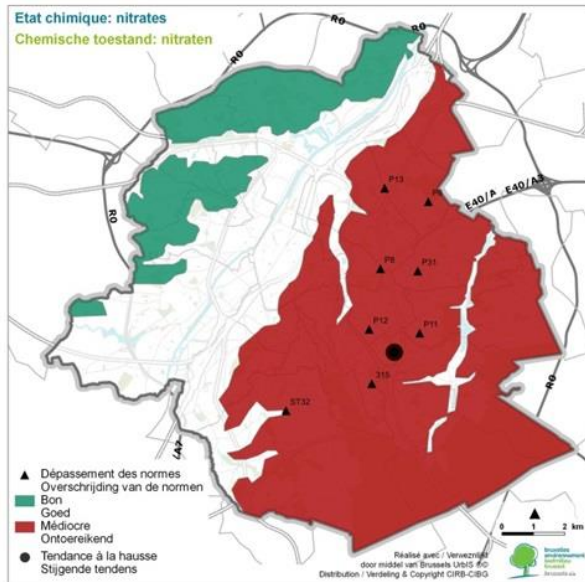 Etat chimique: nitrates
Chemische toestand: nitraten
R0
R0
R0
P13
E40/A
E40/A3
R0
P8
P31
P12
P11
315
ST32
R0
▲ Dépassement des normes
Overschrijding van de normen
Bon
Goed
Médiocre
Ontoereikend
● Tendance à la hausse
Stijgende tendens
0 1 2
km
Réalisé avec / Verwezenlijkt
door middel van Brussels UrbIS ®©
Distribution / Verdeling & Copyright CIRB-CIBG